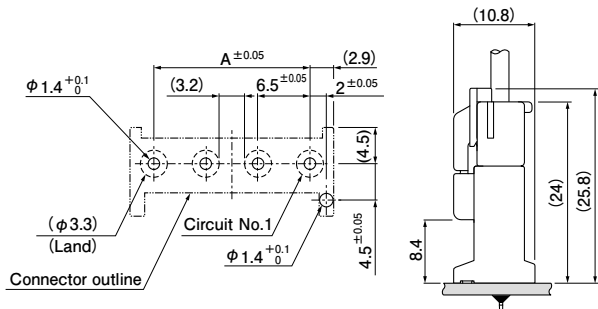 (10.8)
A±0.05
(2.9)
φ1.4 +0.1 0
(3.2)
6.5±0.05
2±0.05
(4.5)
(φ3.3)
(Land)
Circuit No.1
4.5±0.05
φ1.4 +0.1 0
Connector outline
8.4
(24)
(25.8)